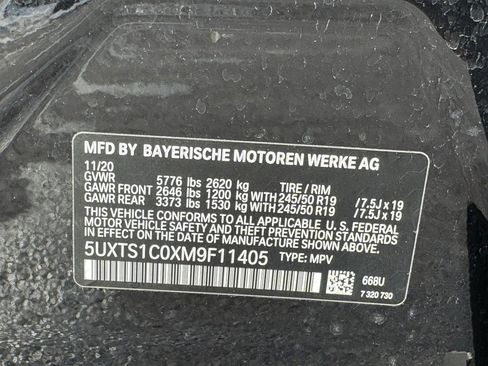 MFD BY BAYERISCHE MOTOREN WERKE AG
11/20
GVWR 5776 lbs 2620 kg TIRE / RIM
GAWR FRONT 2646 lbs 1200 kg WITH 245/50 R19 /7.5J x 19
GAWR REAR 3373 lbs 1530 kg WITH 245/50 R19 /7.5J x 19
THIS VEHICLE CONFORMS TO ALL APPLICABLE U. S. FEDERAL
MOTOR VEHICLE SAFETY, BUMPER, AND THEFT PREVENTION
STANDARDS IN EFFECT ON THE DATE OF MANUFACTURE SHOWN ABOVE.
5UXTS1C0XM9F11405 TYPE: MPV
668U
7 320 730